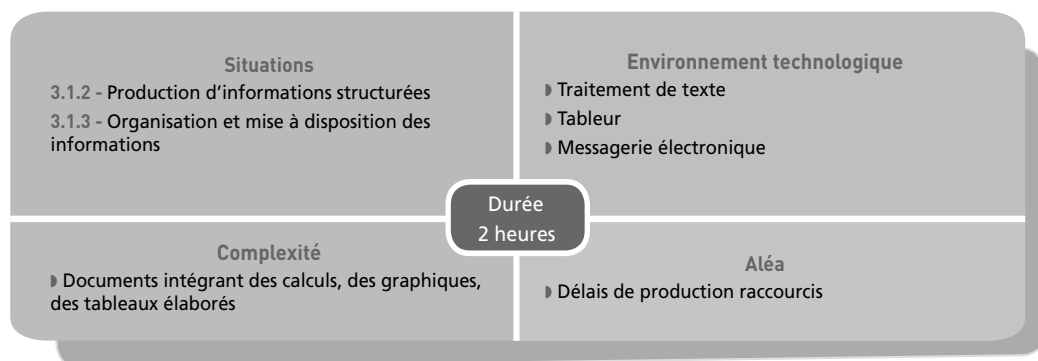 Situations
3.1.2 - Production d'informations structurées
3.1.3 - Organisation et mise à disposition des
informations
Environnement technologique
Traitement de texte
Tableur
Messagerie électronique
Durée
2 heures
Complexité
Documents intégrant des calculs, des graphiques,
des tableaux élaborés
Aléa
Délais de production raccourcis